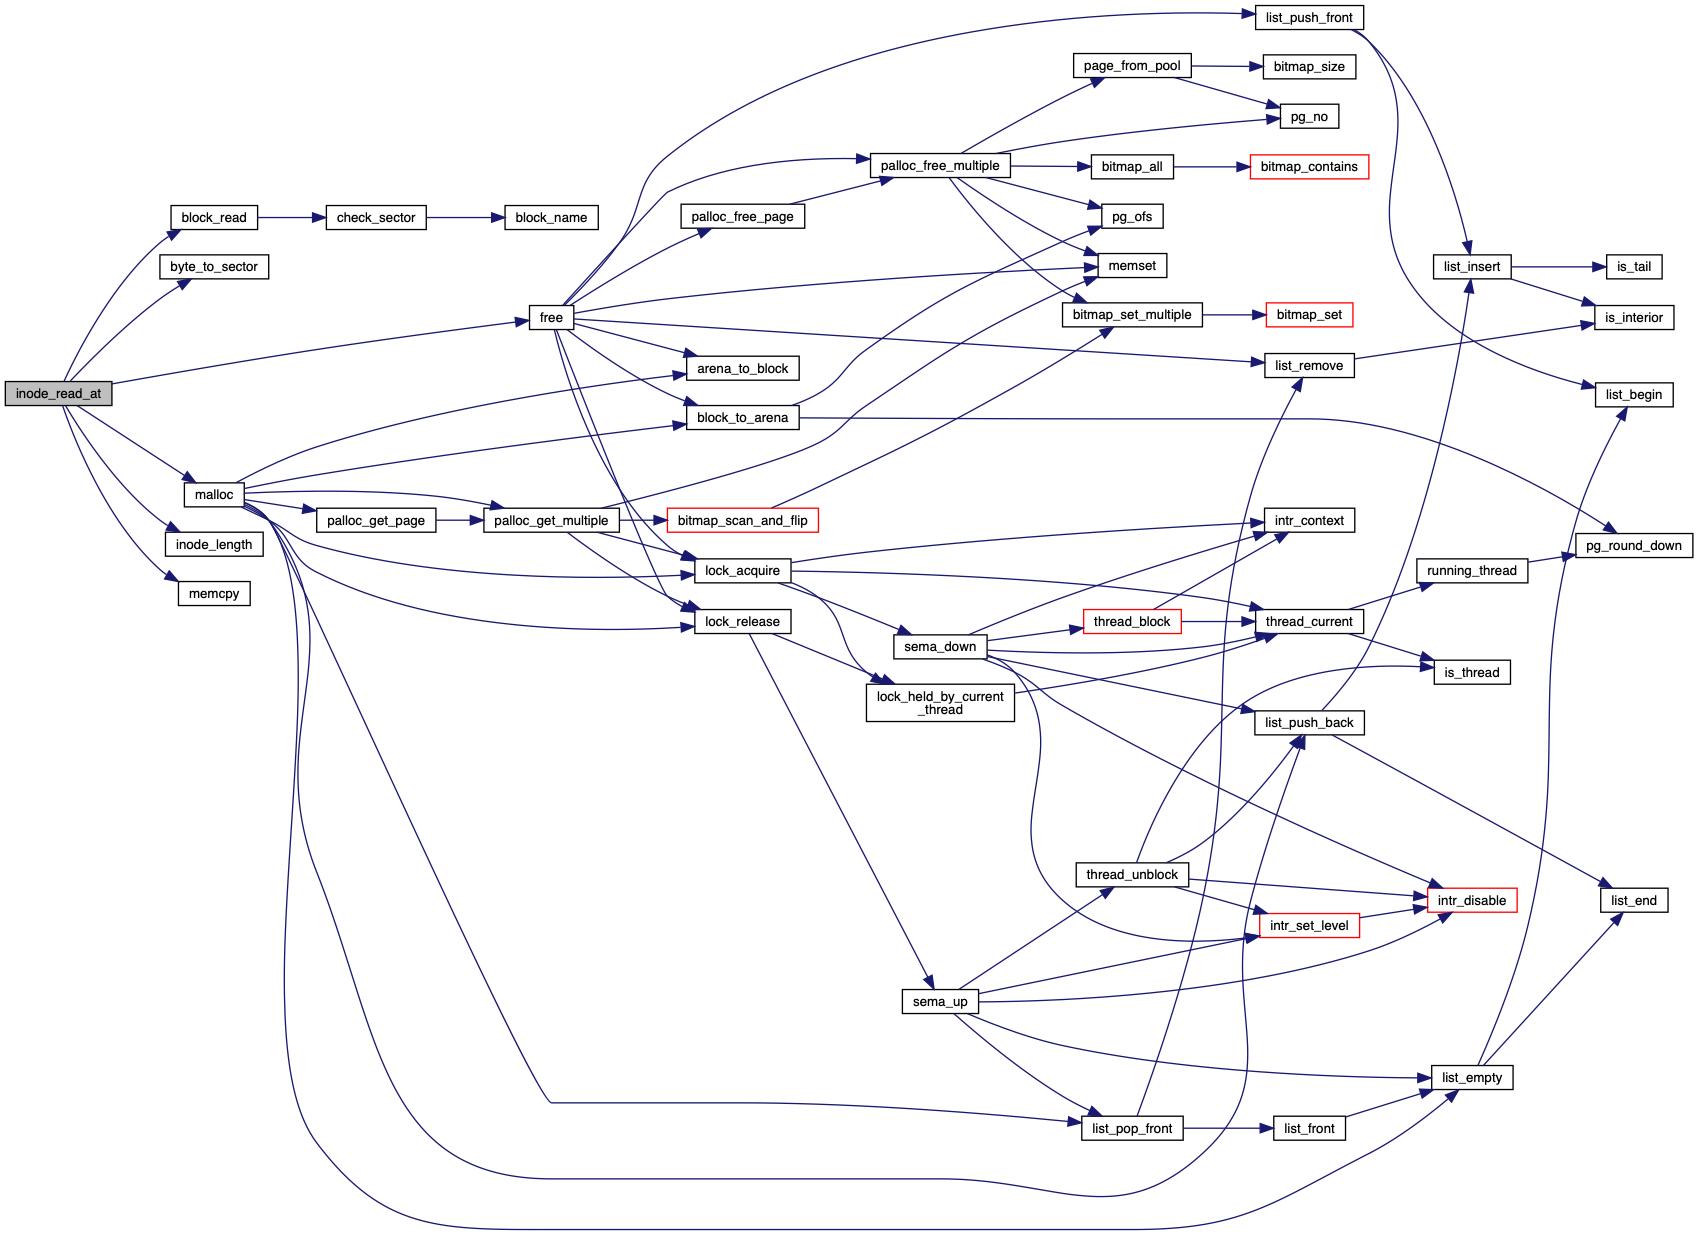 list_push_front
page_from_pool
bitmap_size
pg_no
palloc_free_multiple
bitmap_all
bitmap_contains
block_read
check_sector
block_name
palloc_free_page
pg_ofs
byte_to_sector
memset
list_insert
is_tail
free
bitmap_set_multiple
bitmap_set
is_interior
arena_to_block
list_remove
inode_read_at
list_begin
block_to_arena
malloc
palloc_get_page
palloc_get_multiple
bitmap_scan_and_flip
intr_context
inode_length
pg_round_down
lock_acquire
running_thread
memcpy
lock_release
thread_block
thread_current
sema_down
is_thread
lock_held_by_current
_thread
list_push_back
thread_unblock
intr_disable
list_end
intr_set_level
sema_up
list_empty
list_pop_front
list_front